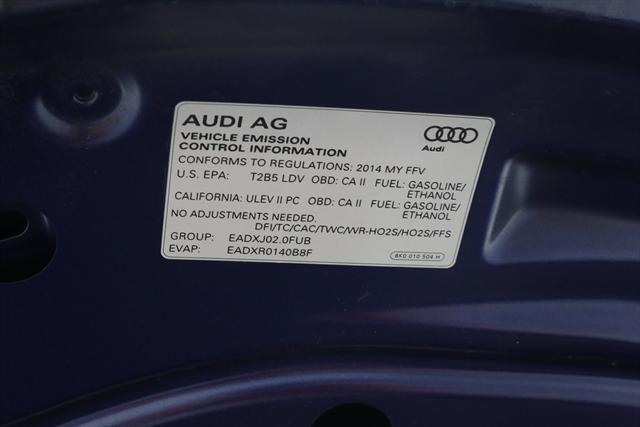 AUDI AG
VEHICLE EMISSION
CONTROL INFORMATION
Audi
CONFORMS TO REGULATIONS: 2014 MY FFV
U.S. EPA: T2B5 LDV OBD: CA II FUEL: GASOLINE/
ETHANOL
CALIFORNIA: ULEV II PC OBD: CA II FUEL: GASOLINE/
ETHANOL
NO ADJUSTMENTS NEEDED.
DFI/TC/CAC/TWC/WR-HO2S/HO2S/FFS
GROUP: EADXJ02.0FUB
EVAP: EADXR0140B8F
8K0 010 504 H